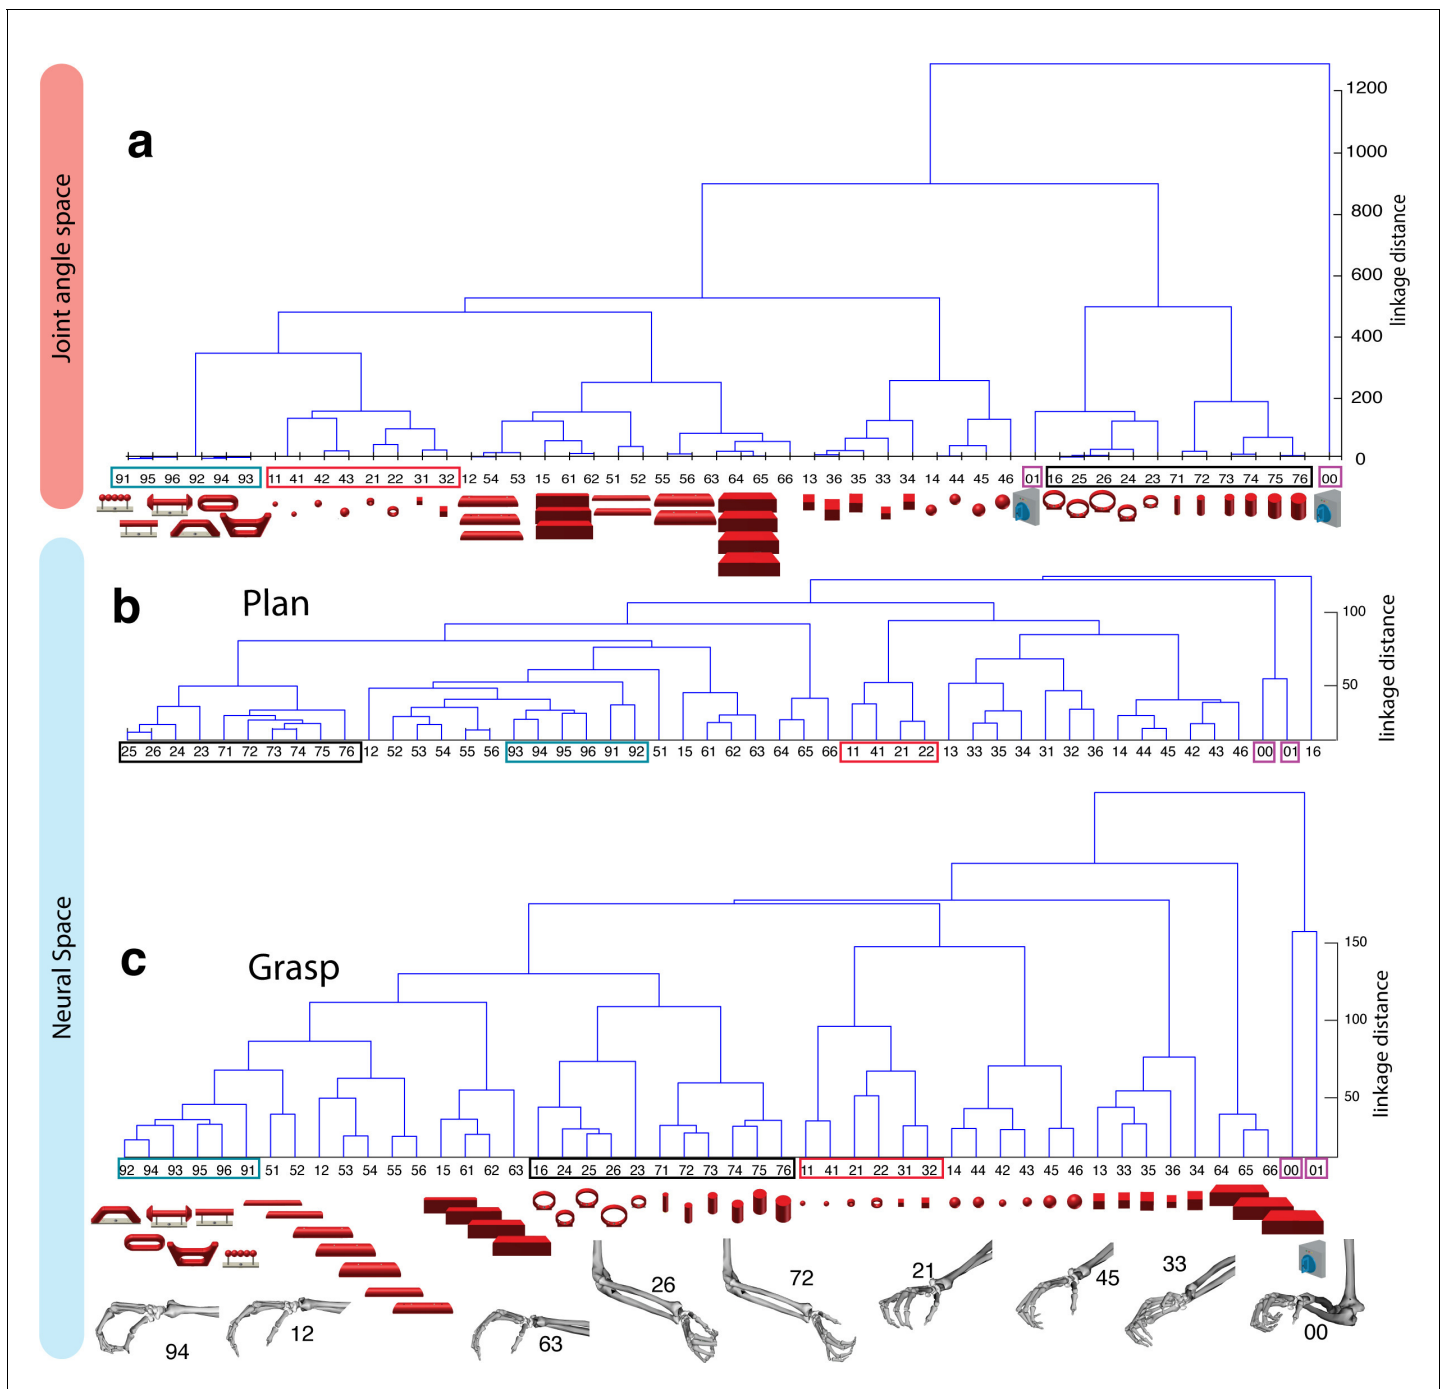 Joint angle space
a
1200
1000
800
600
400
200
0
linkage distance
91 95 96 92 94 93 11 41 42 43 21 22 31 32 12 54 53 15 61 62 51 52 55 56 63 64 65 66 13 36 35 33 34 14 44 45 46 01 16 25 26 24 23 71 72 73 74 75 76 00
Neural Space
b
Plan
100
50
linkage distance
25 26 24 23 71 72 73 74 75 76 12 52 53 54 55 56 93 94 95 96 91 92 51 15 61 62 63 64 65 66 11 41 21 22 13 33 35 34 31 32 36 14 44 45 42 43 46 00 01 16
c
Grasp
150
100
50
linkage distance
92 94 93 95 96 91 51 52 12 53 54 55 56 15 61 62 63 16 24 25 26 23 71 72 73 74 75 76 11 41 21 22 31 32 14 44 42 43 45 46 13 33 35 36 34 64 65 66 00 01
94
12
63
26
72
21
45
33
00